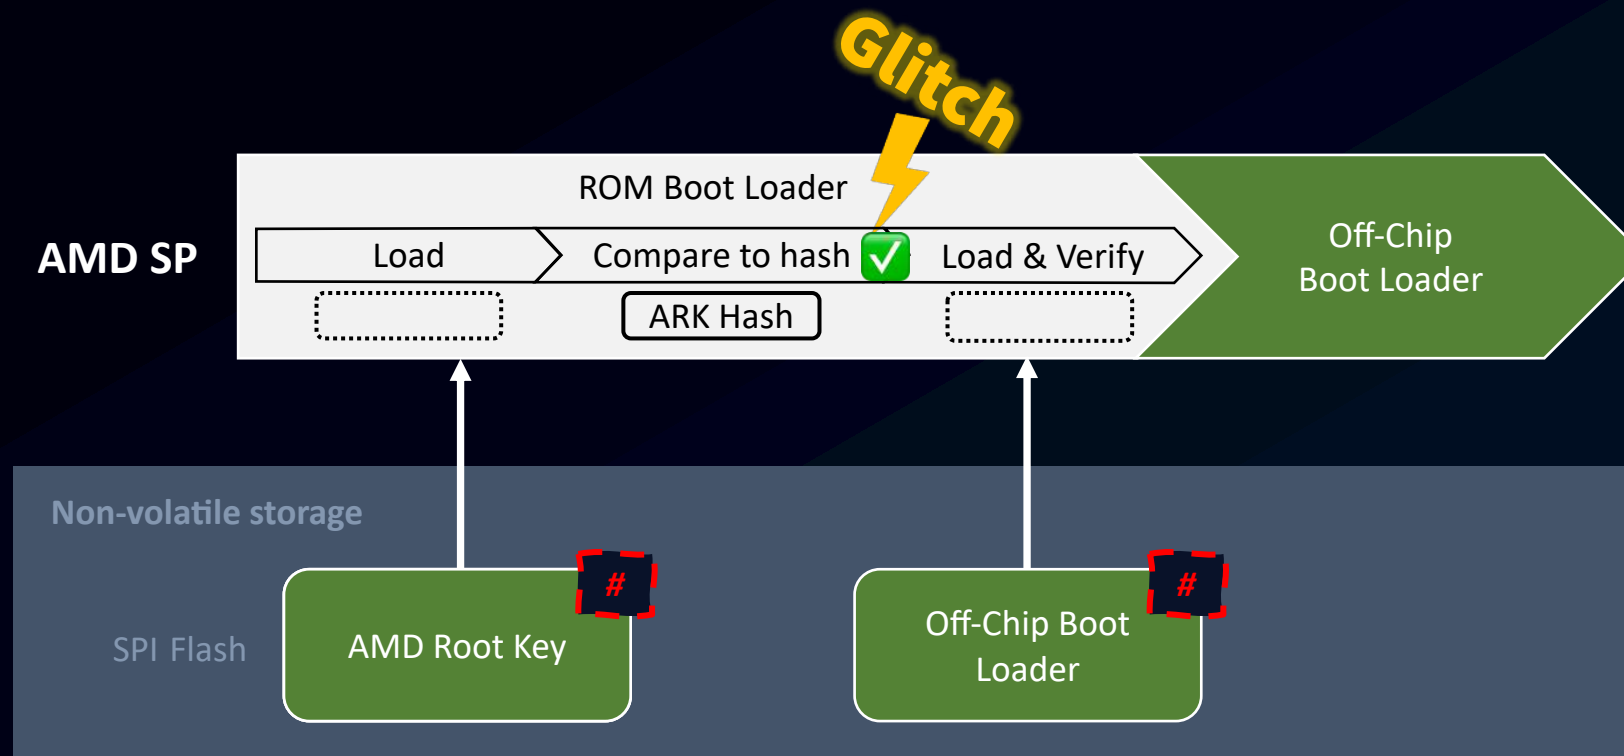 Glitch
ROM Boot Loader
AMD SP
Load
Compare to hash
Load & Verify
ARK Hash
Off-Chip
Boot Loader
Non-volatile storage
SPI Flash
AMD Root Key
#
Off-Chip Boot
Loader
#